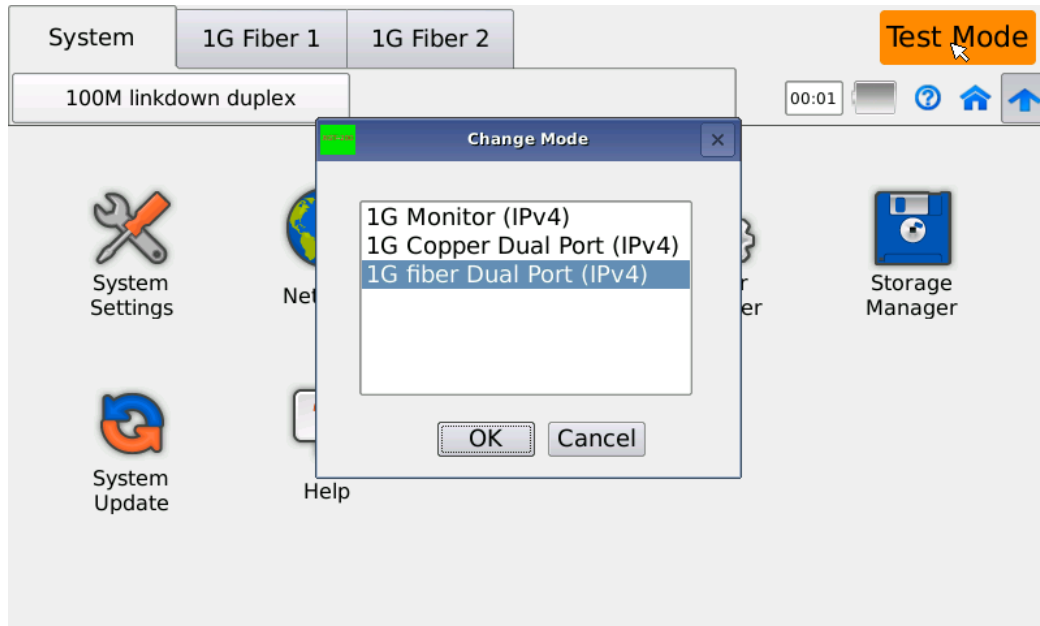 System
1G Fiber 1
1G Fiber 2
Test Mode
100M linkdown duplex
00:01
?
Change Mode
1G Monitor (IPv4)
1G Copper Dual Port (IPv4)
1G fiber Dual Port (IPv4)
OK
Cancel
System
Settings
Net
r
er
Storage
Manager
System
Update
Help